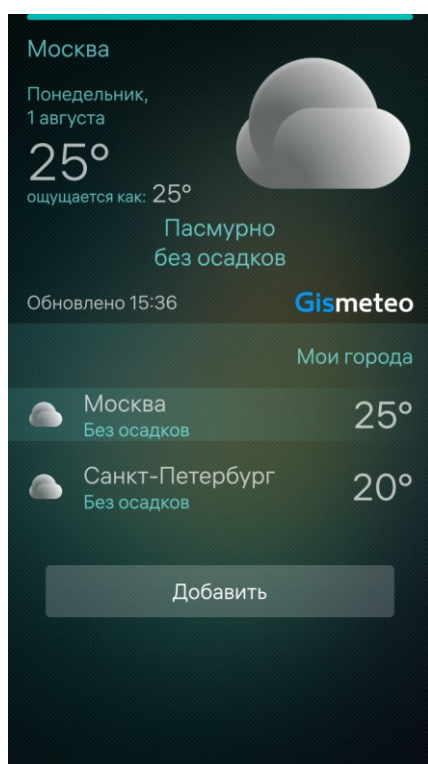 Москва
Понедельник,
1 августа
25°
ощущается как: 25°
Пасмурно
без осадков
Обновлено 15:36
Gismeteo
Мои города
Москва
25°
Без осадков
Санкт-Петербург
20°
Без осадков
Добавить